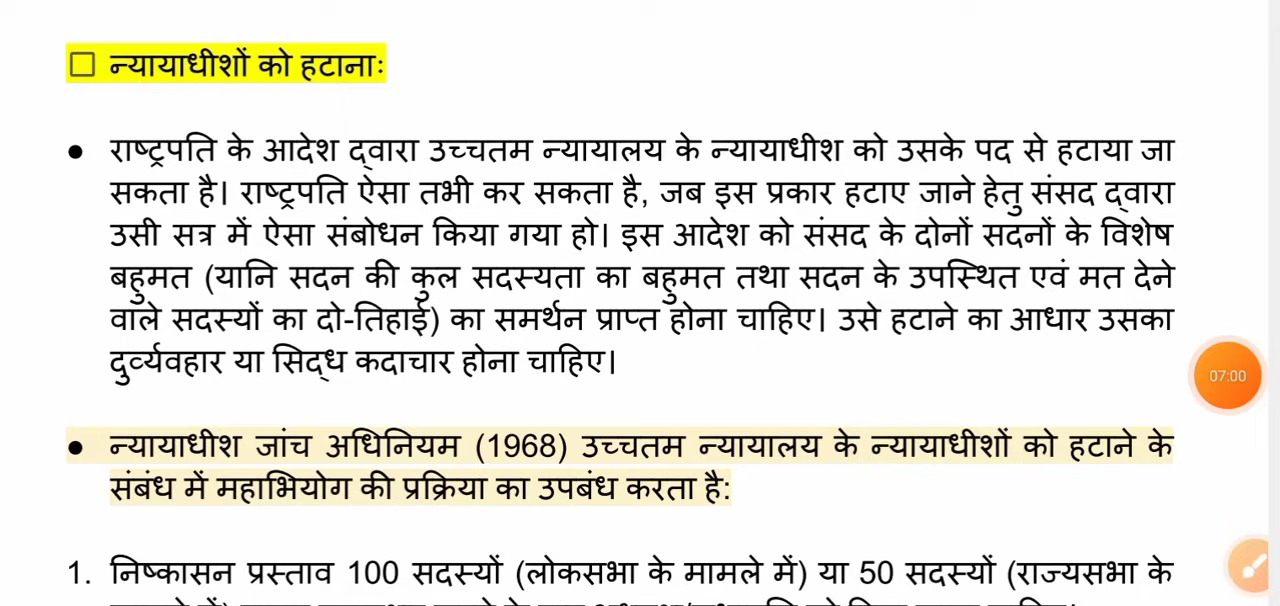 ☐ न्यायाधीशों को हटानाः
● राष्ट्रपति के आदेश द्वारा उच्चतम न्यायालय के न्यायाधीश को उसके पद से हटाया जा
सकता है। राष्ट्रपति ऐसा तभी कर सकता है, जब इस प्रकार हटाए जाने हेतु संसद द्वारा
उसी सत्र में ऐसा संबोधन किया गया हो। इस आदेश को संसद के दोनों सदनों के विशेष
बहुमत (यानि सदन की कुल सदस्यता का बहुमत तथा सदन के उपस्थित एवं मत देने
वाले सदस्यों का दो-तिहाई) का समर्थन प्राप्त होना चाहिए। उसे हटाने का आधार उसका
दुर्व्यवहार या सिद्ध कदाचार होना चाहिए।
07:00
● न्यायाधीश जांच अधिनियम (1968) उच्चतम न्यायालय के न्यायाधीशों को हटाने के
संबंध में महाभियोग की प्रक्रिया का उपबंध करता है:
1. निष्कासन प्रस्ताव 100 सदस्यों (लोकसभा के मामले में) या 50 सदस्यों (राज्यसभा के